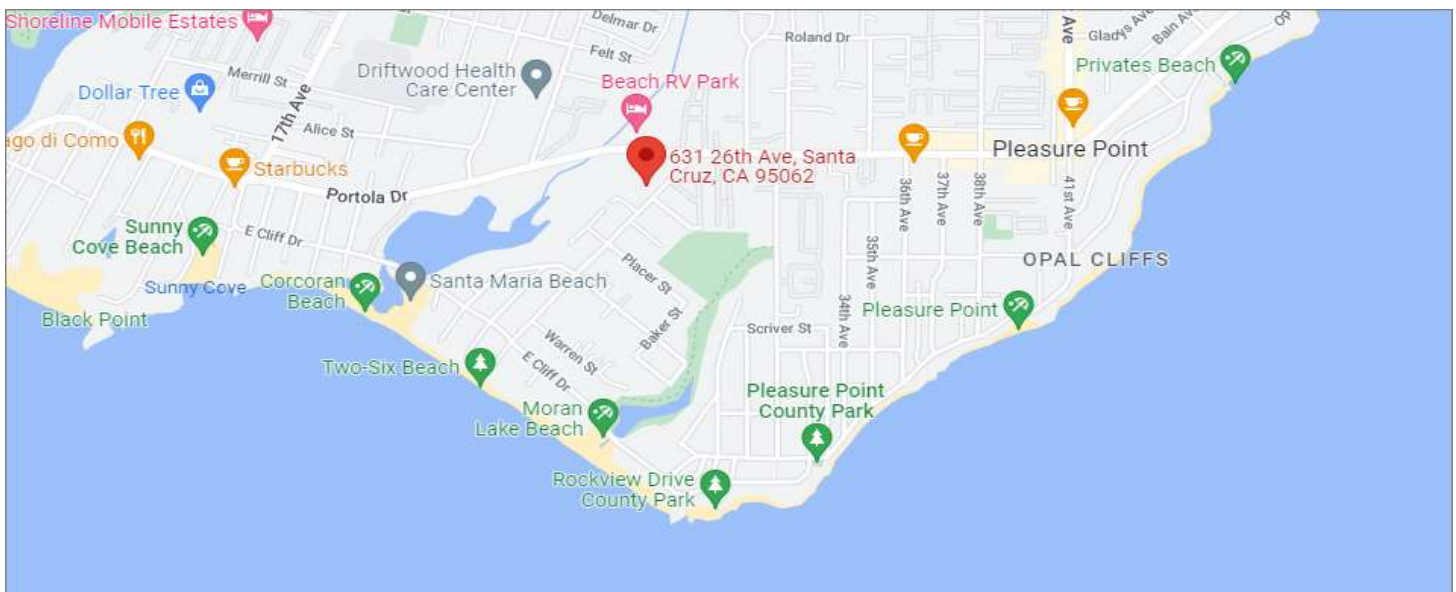 Shoreline Mobile Estates
Delmar Dr
Felt St
Roland Dr
Ave
Gladys Ave
Bain Ave
Op
Privates Beach
Merrill St
17th Ave
Driftwood Health
Care Center
Beach RV Park
Dollar Tree
Alice St
ago di Como
Starbucks
Portola Dr
631 26th Ave, Santa
Cruz, CA 95062
Pleasure Point
36th Ave
37th Ave
38th Ave
41st Ave
Sunny
Cove Beach
E Cliff Dr
35th Ave
OPAL CLIFFS
Placer St
Sunny Cove
Corcoran
Beach
Santa Maria Beach
34th Ave
Pleasure Point
Black Point
Baker St
Scriver St
Warren St
E Cliff Dr
Two-Six Beach
Pleasure Point
County Park
Moran
Lake Beach
Rockview Drive
County Park